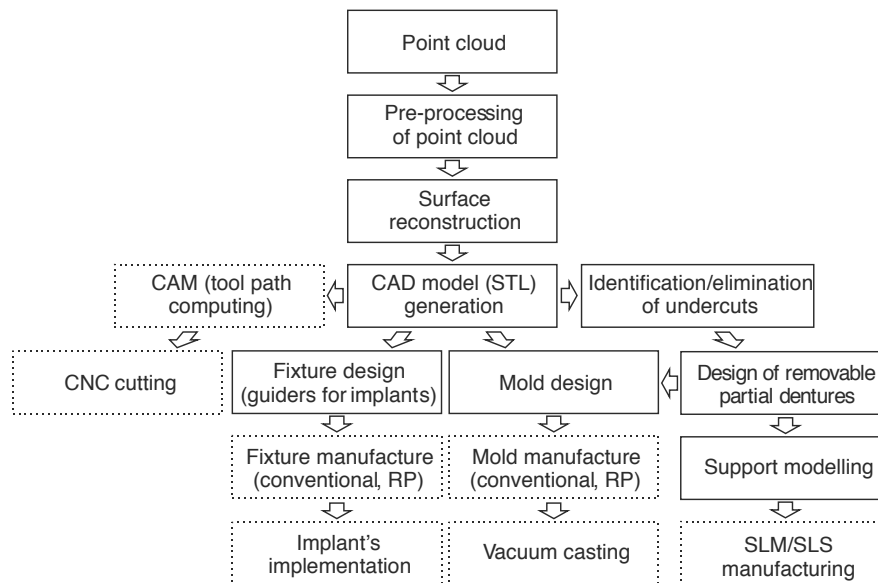 Point cloud
Pre-processing
of point cloud
Surface
reconstruction
CAM (tool path
computing)
CAD model (STL)
generation
Identification/elimination
of undercuts
CNC cutting
Fixture design
(guiders for implants)
Mold design
Design of removable
partial dentures
Fixture manufacture
(conventional, RP)
Mold manufacture
(conventional, RP)
Support modelling
Implant's
implementation
Vacuum casting
SLM/SLS
manufacturing